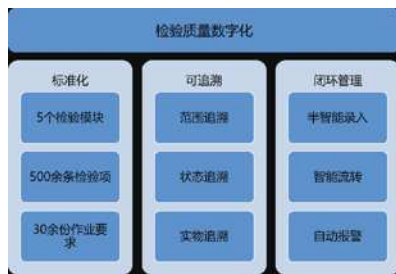 检验质量数字化
标准化
可追溯
闭环管理
5个检验模块
范围追溯
半智能录入
500余条检验项
状态追溯
智能流转
30余份作业要
求
实物追溯
自动报警